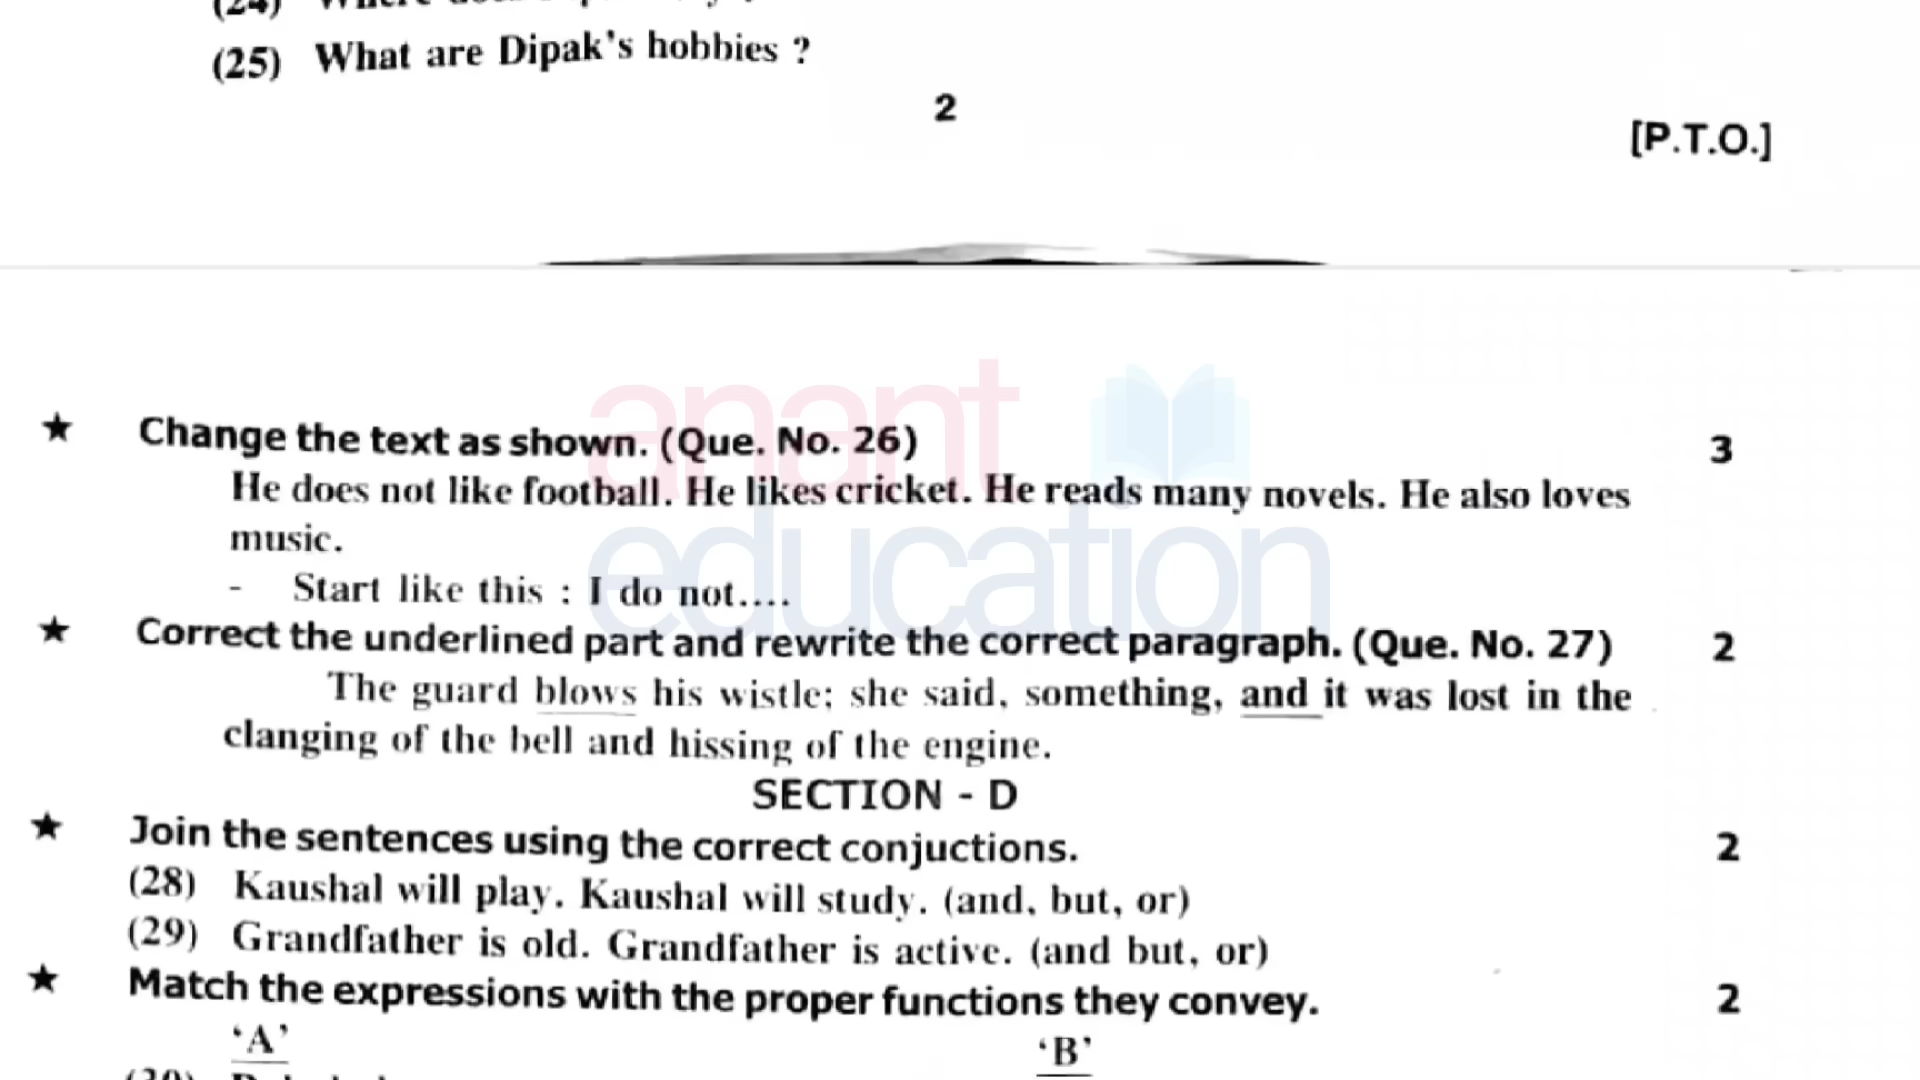 (24)
(25) What are Dipak's hobbies ?
2
[P.T.O.]
anant
education
★ Change the text as shown. (Que. No. 26) 3
He does not like football. He likes cricket. He reads many novels. He also loves
music.
- Start like this : I do not....
★ Correct the underlined part and rewrite the correct paragraph. (Que. No. 27) 2
The guard blows his wistle; she said, something, and it was lost in the
clanging of the bell and hissing of the engine.
SECTION - D
★ Join the sentences using the correct conjuctions. 2
(28) Kaushal will play. Kaushal will study. (and, but, or)
(29) Grandfather is old. Grandfather is active. (and but, or)
★ Match the expressions with the proper functions they convey. 2
'A' 'B'
(30)